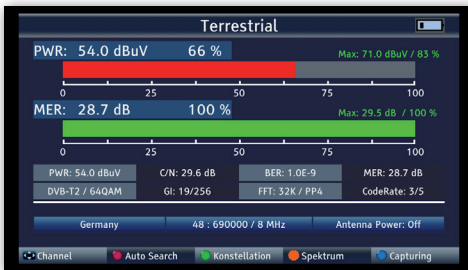 Terrestrial
PWR: 54.0 dBuV 66 %
Max: 71.0 dBuV / 83 %
0 25 50 75 100
MER: 28.7 dB 100 %
Max: 29.5 dB / 100 %
0 25 50 75 100
PWR: 54.0 dBuV C/N: 29.6 dB BER: 1.0E-9 MER: 28.7 dB
DVB-T2 / 64QAM GI: 19/256 FFT: 32K / PP4 CodeRate: 3/5
Germany 48 : 690000 / 8 MHz Antenna Power: Off
Channel Auto Search Konstellation Spektrum Capturing